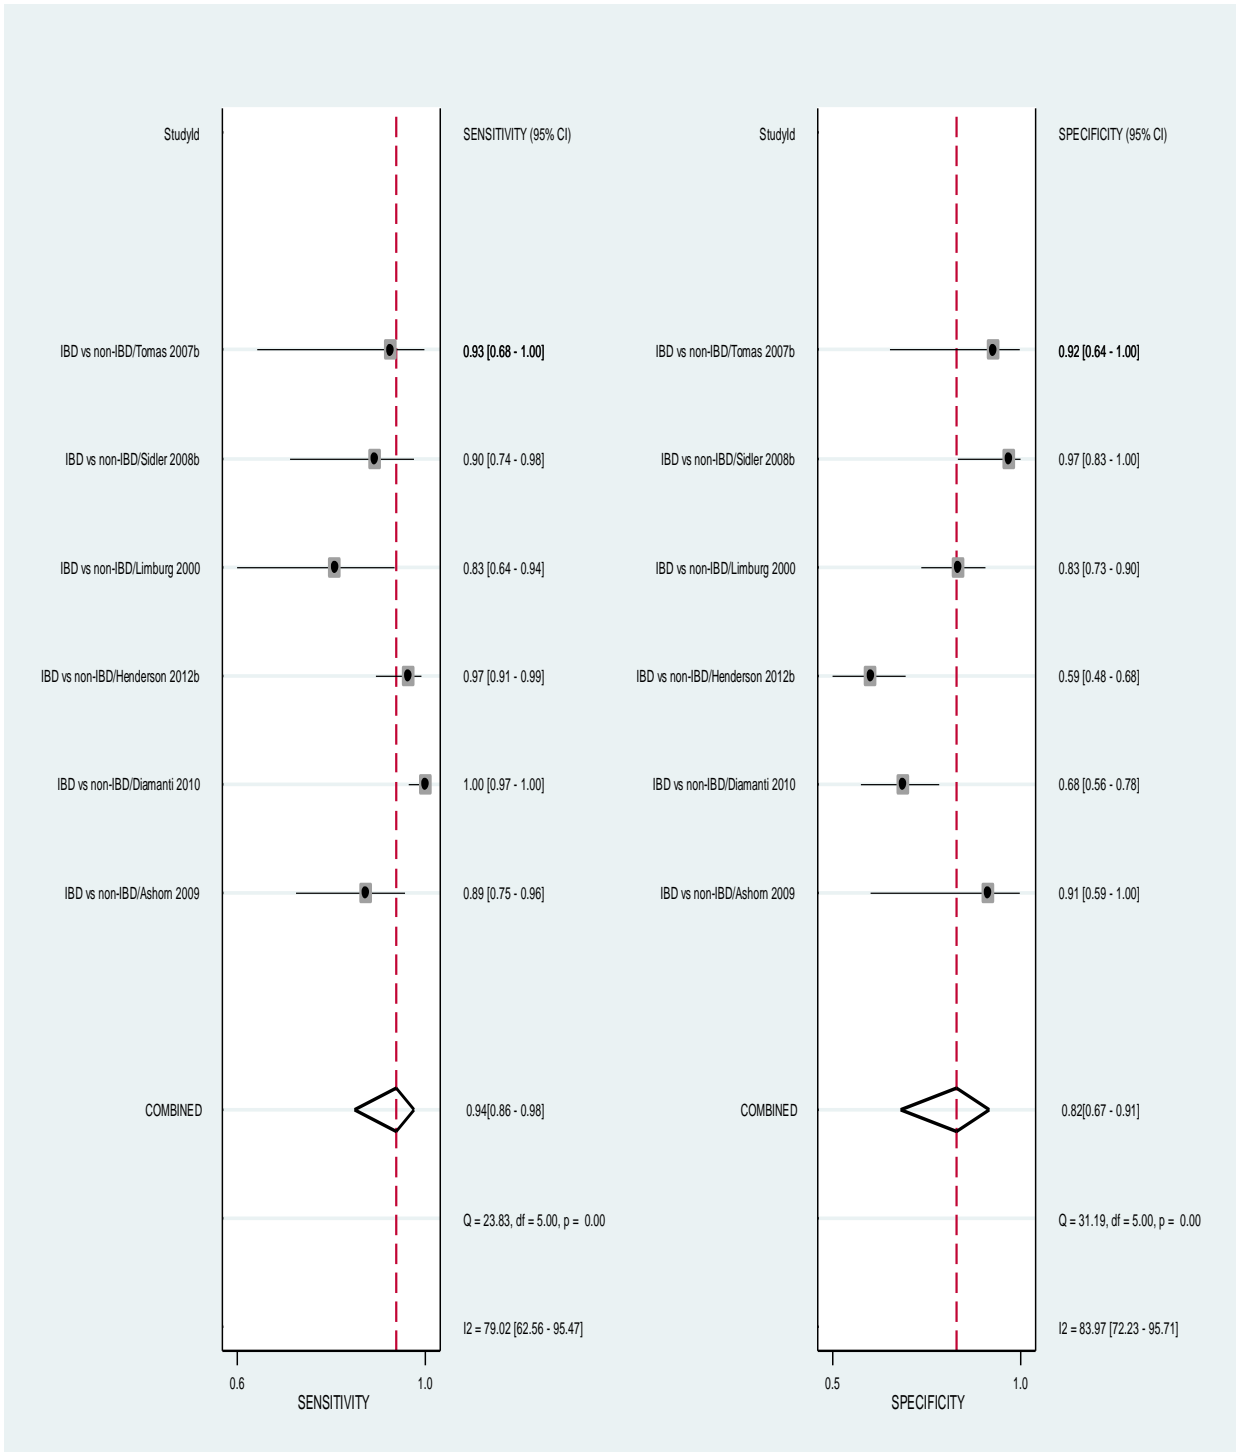 StudyId SENSITIVITY (95% CI) StudyId SPECIFICITY (95% CI)
IBD vs non-IBD/Tomas 2007b 0.93 [0.68 - 1.00] IBD vs non-IBD/Tomas 2007b 0.92 [0.64 - 1.00]
IBD vs non-IBD/Sidler 2008b 0.90 [0.74 - 0.98] IBD vs non-IBD/Sidler 2008b 0.97 [0.83 - 1.00]
IBD vs non-IBD/Limburg 2000 0.83 [0.64 - 0.94] IBD vs non-IBD/Limburg 2000 0.83 [0.73 - 0.90]
IBD vs non-IBD/Henderson 2012b 0.97 [0.91 - 0.99] IBD vs non-IBD/Henderson 2012b 0.59 [0.48 - 0.68]
IBD vs non-IBD/Diamanti 2010 1.00 [0.97 - 1.00] IBD vs non-IBD/Diamanti 2010 0.68 [0.56 - 0.78]
IBD vs non-IBD/Ashorn 2009 0.89 [0.75 - 0.96] IBD vs non-IBD/Ashorn 2009 0.91 [0.59 - 1.00]
COMBINED 0.94[0.86 - 0.98] COMBINED 0.82[0.67 - 0.91]
Q = 23.83, df = 5.00, p = 0.00 Q = 31.19, df = 5.00, p = 0.00
I2 = 79.02 [62.56 - 95.47] I2 = 83.97 [72.23 - 95.71]
0.6 1.0 0.5 1.0
SENSITIVITY SPECIFICITY